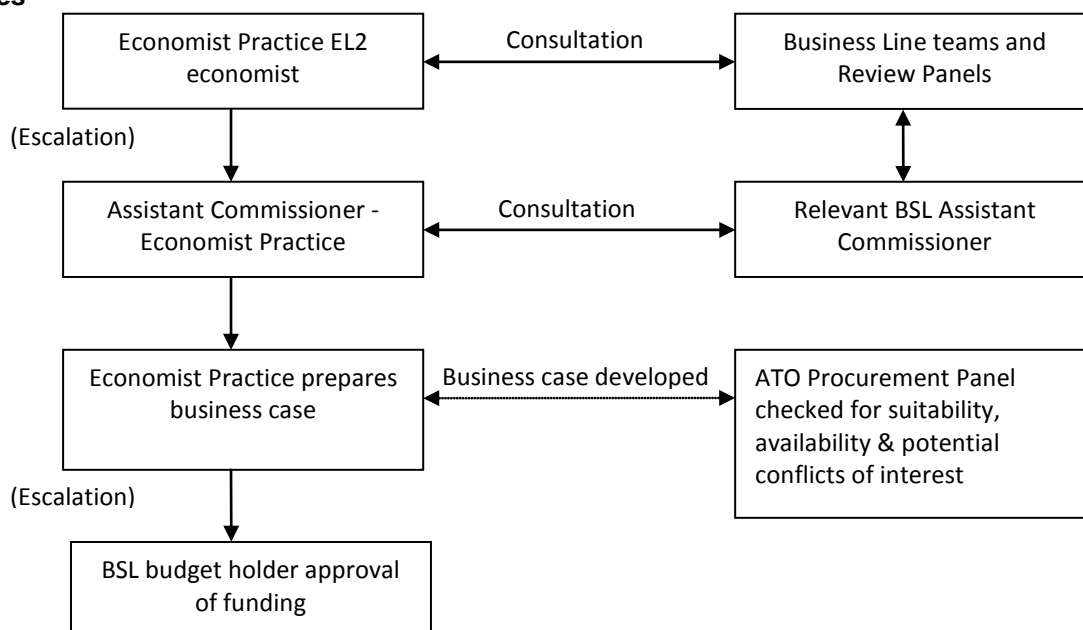 Economist Practice EL2
economist
Consultation
Business Line teams and
Review Panels
(Escalation)
Assistant Commissioner -
Economist Practice
Consultation
Relevant BSL Assistant
Commissioner
Economist Practice prepares
business case
Business case developed
ATO Procurement Panel
checked for suitability,
availability & potential
conflicts of interest
(Escalation)
BSL budget holder approval
of funding